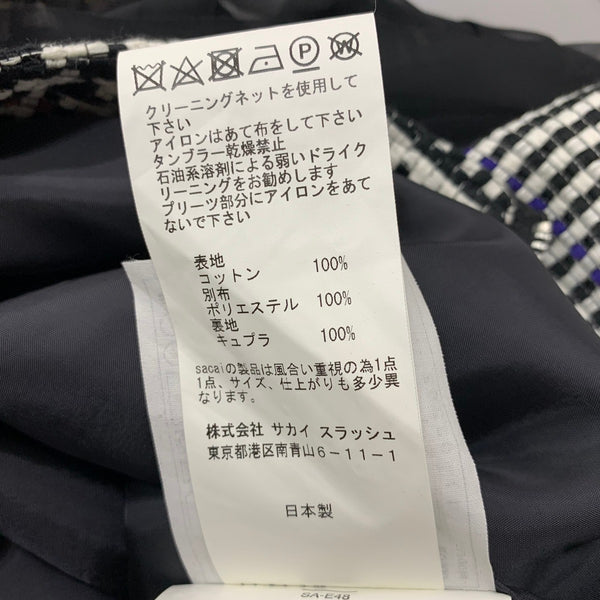 クリーニングネットを使用して
下さい
アイロンはあて布をして下さい
タンブラー乾燥禁止
石油系溶剤による弱いドライク
リーニングをお勧めします
プリーツ部分にアイロンをあて
ないで下さい
表地
コットン 100%
別布
ポリエステル 100%
裏地
キュプラ 100%
sacaiの製品は風合い重視の為1点
1点、サイズ、仕上がりも多少異
なります。
株式会社 サカイ スラッシュ
東京都港区南青山6-11-1
日本製
SA-E48